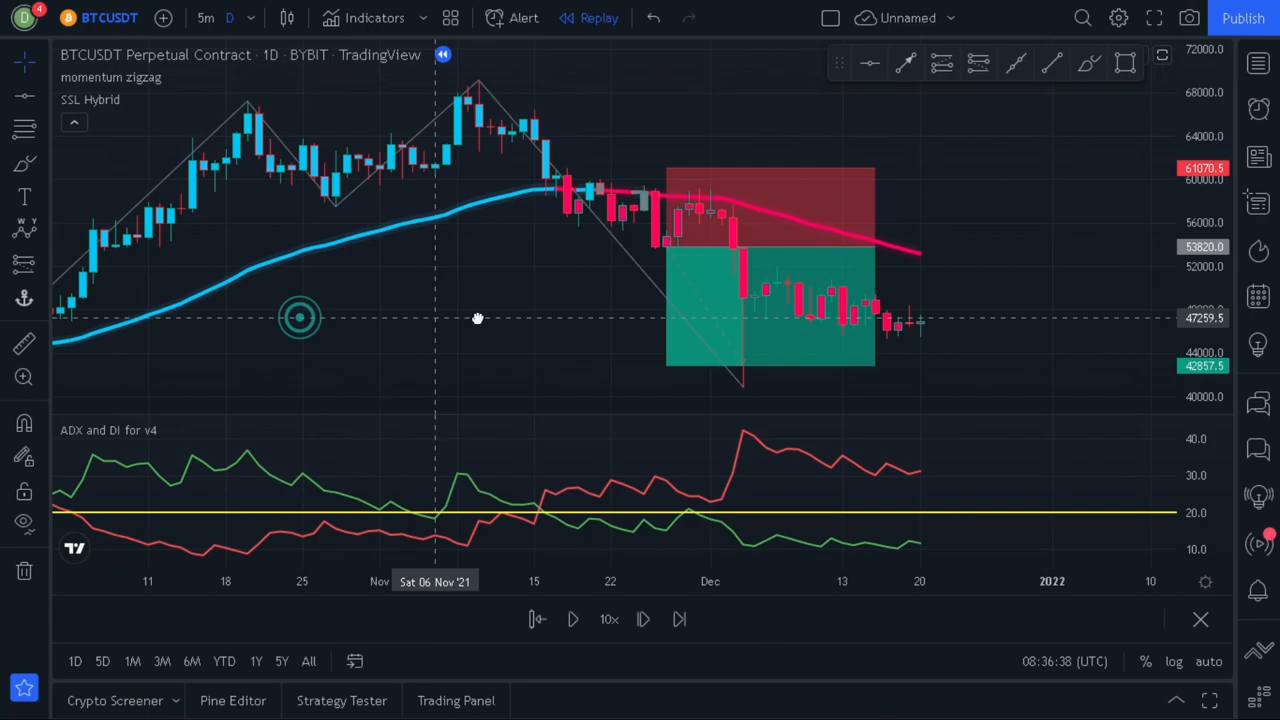 D 4 BTCUSDT 5m D Indicators Alert Replay Unnamed Publish
BTCUSDT Perpetual Contract · 1D · BYBIT · TradingView
momentum zigzag
SSL Hybrid
72000.0
68000.0
64000.0
61070.5
60000.0
56000.0
53820.0
52000.0
48000.0
47259.5
44000.0
42857.5
40000.0
ADX and DI for v4
40.0
30.0
20.0
10.0
11 18 25 Nov Sat 06 Nov '21 15 22 Dec 13 20 2022 10
10x
1D 5D 1M 3M 6M YTD 1Y 5Y All 08:36:38 (UTC) % log auto
Crypto Screener Pine Editor Strategy Tester Trading Panel